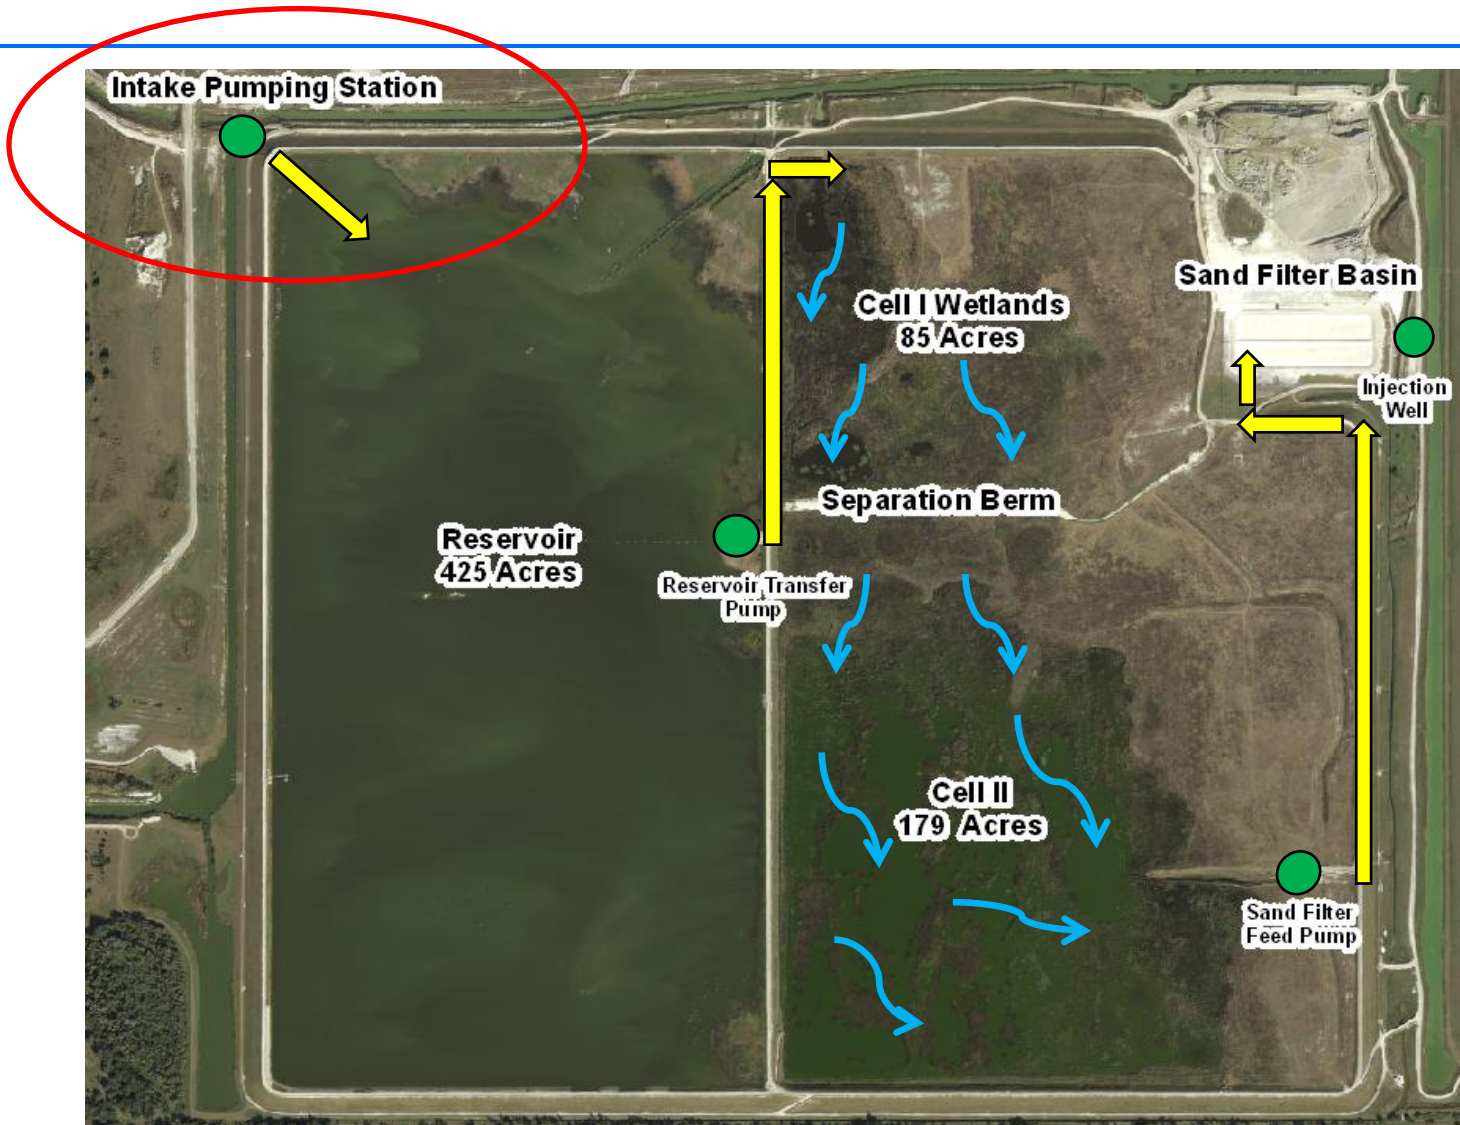 Intake Pumping Station
Sand Filter Basin
Cell I Wetlands
85 Acres
Injection
Well
Separation Berm
Reservoir
425 Acres
Reservoir Transfer
Pump
Cell II
179 Acres
Sand Filter
Feed Pump